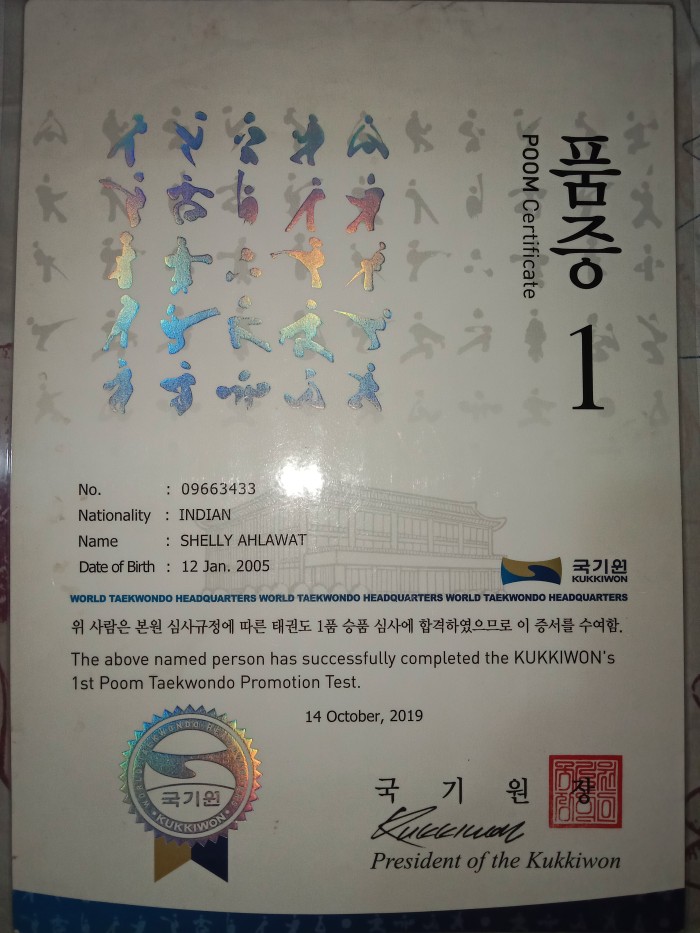 품증
POOM Certificate
1
No. : 09663433
Nationality : INDIAN
Name : SHELLY AHLAWAT
Date of Birth : 12 Jan. 2005
국기원
KUKKIWON
WORLD TAEKWONDO HEADQUARTERS WORLD TAEKWONDO HEADQUARTERS WORLD TAEKWONDO HEADQUARTERS
위 사람은 본원 심사규정에 따른 태권도 1품 승품 심사에 합격하였으므로 이 증서를 수여함.
The above named person has successfully completed the KUKKIWON's
1st Poom Taekwondo Promotion Test.
14 October, 2019
국기원
KUKKIWON
국 기 원 장
Kukkiwon
President of the Kukkiwon